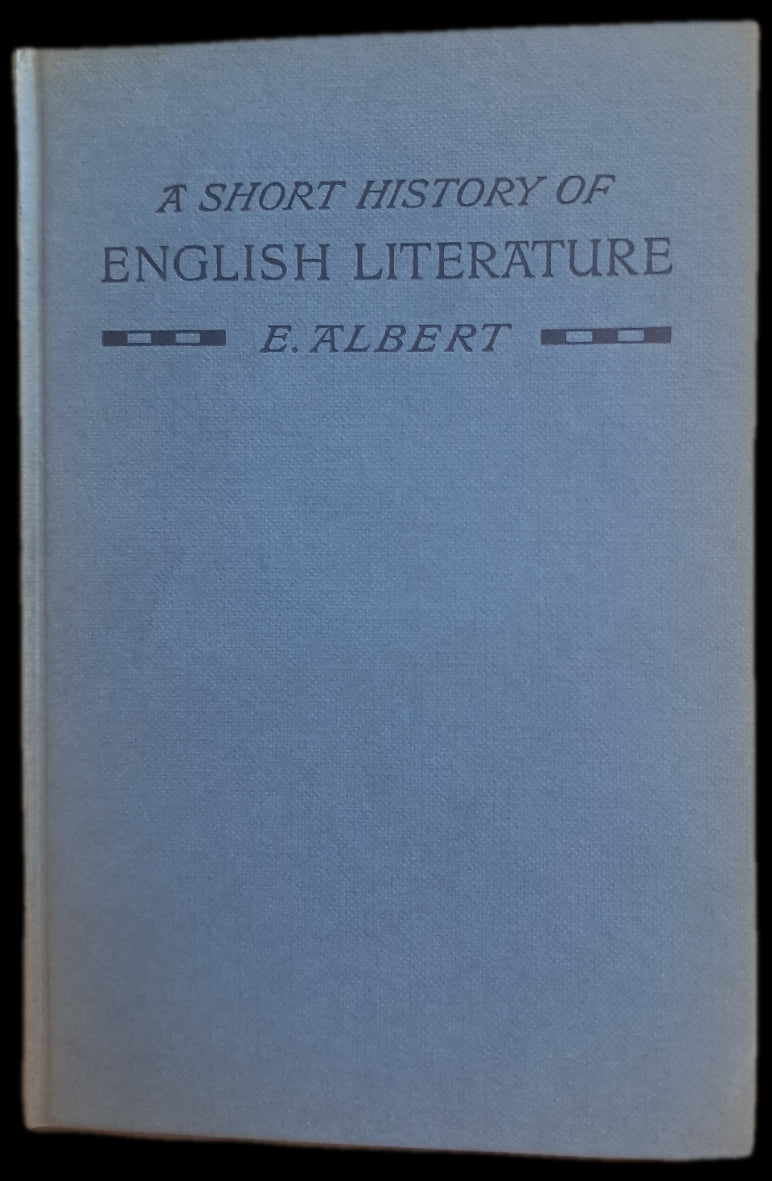 A SHORT HISTORY OF
ENGLISH LITERATURE
E. ALBERT